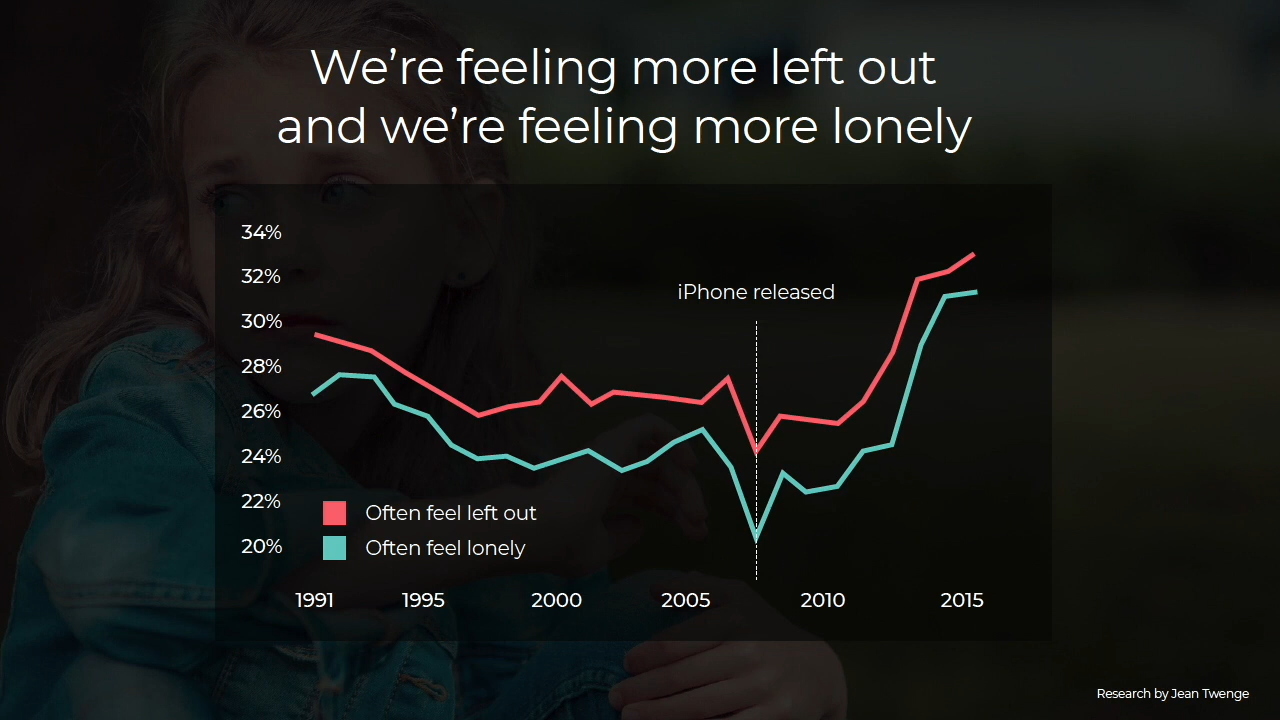 We’re feeling more left out
and we’re feeling more lonely
34%
32%
iPhone released
30%
28%
26%
24%
22%
20%
Often feel left out
Often feel lonely
1991 1995 2000 2005 2010 2015
Research by Jean Twenge